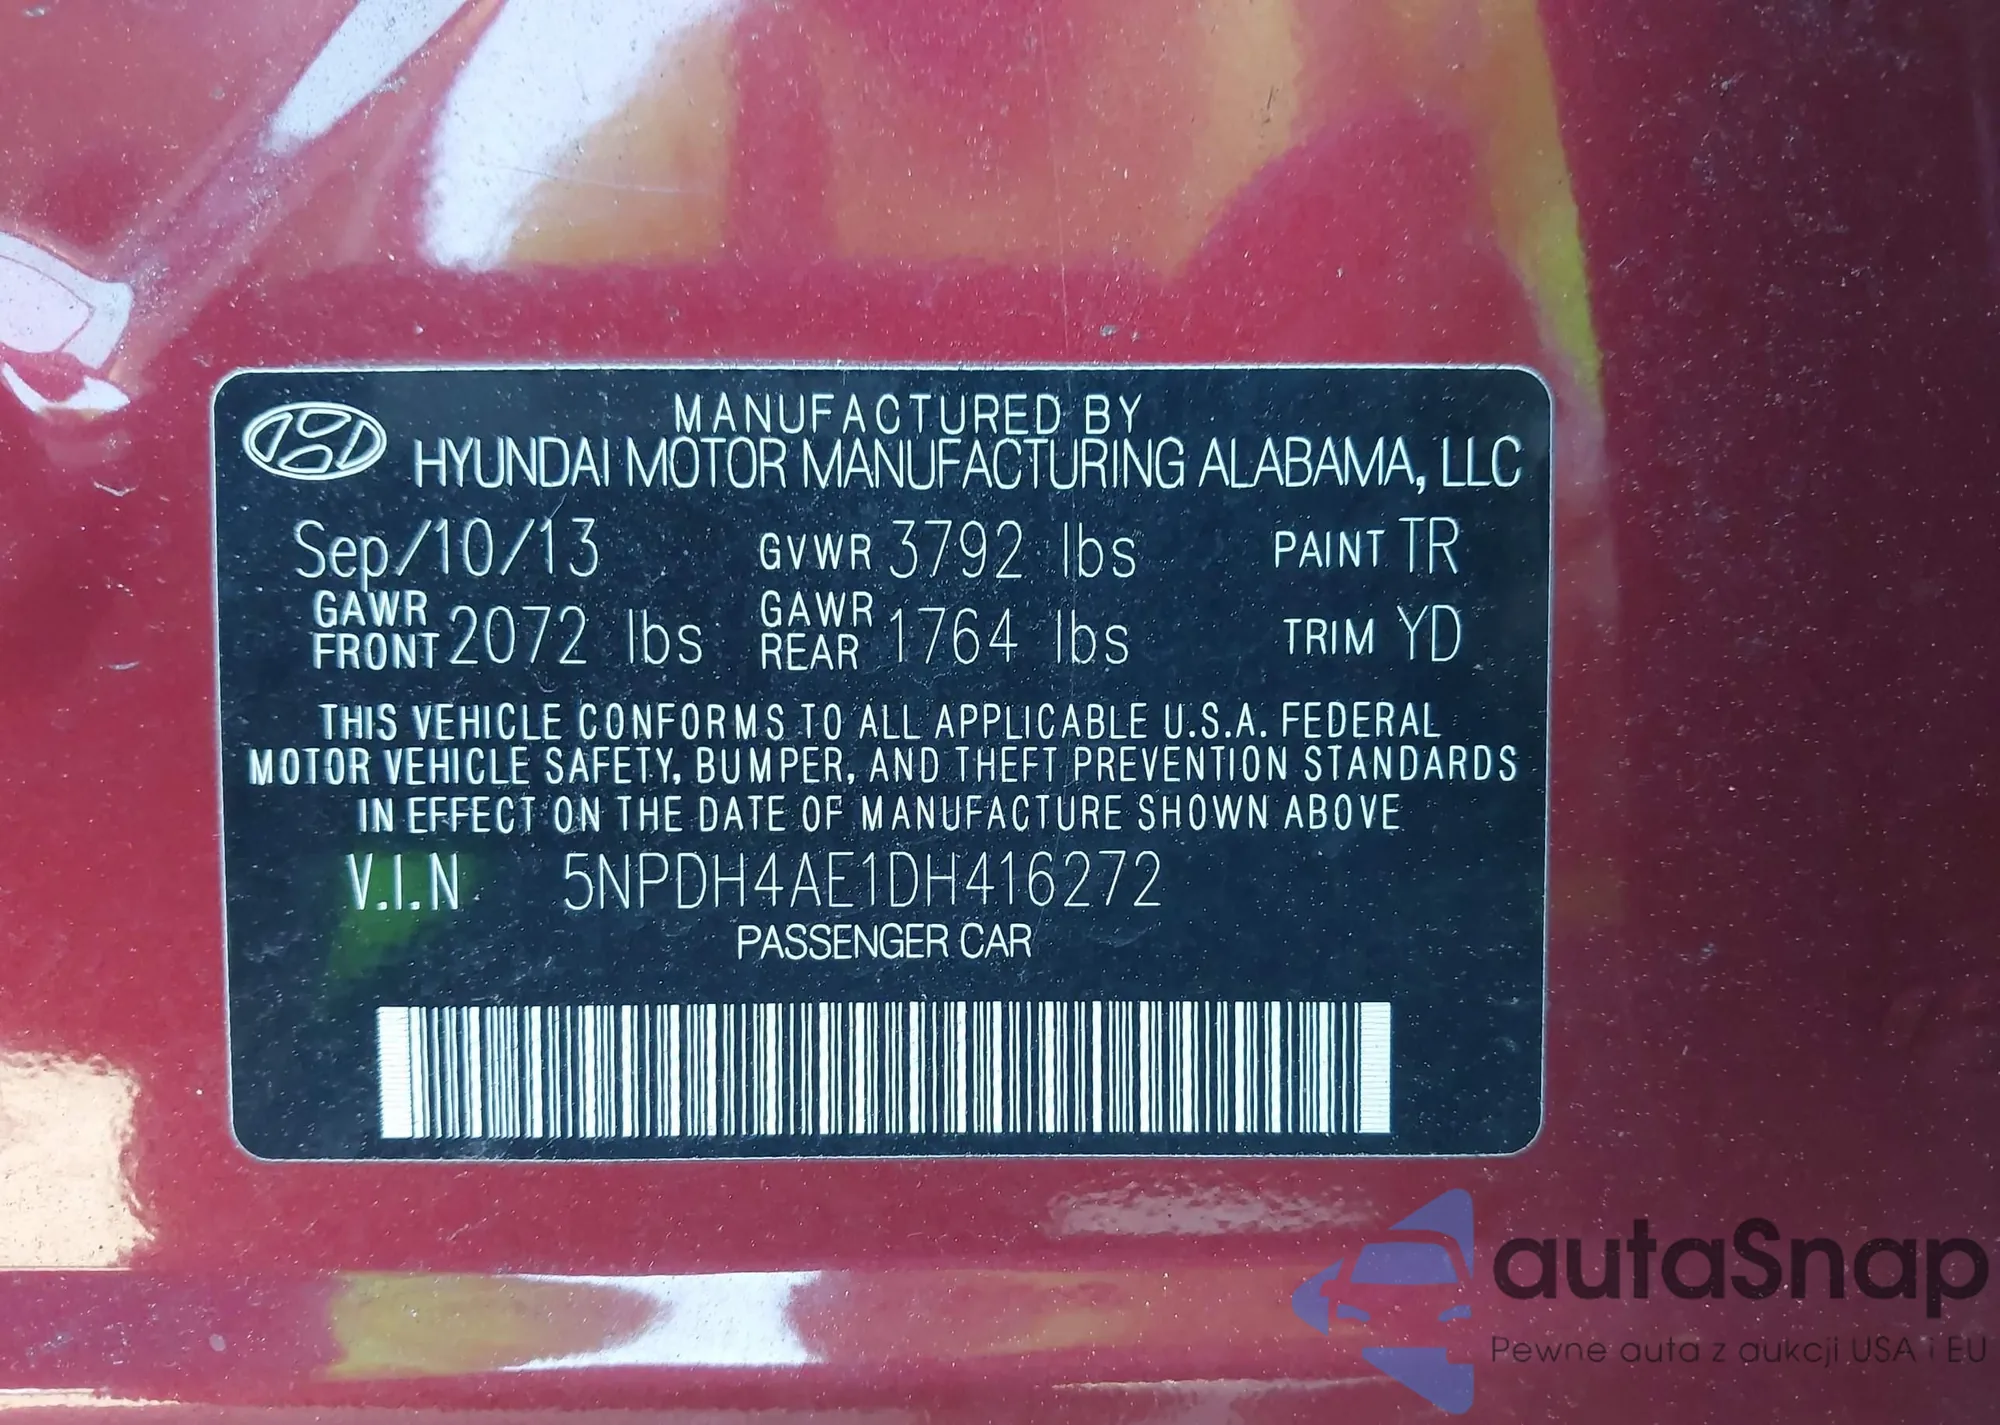 MANUFACTURED BY
HYUNDAI MOTOR MANUFACTURING ALABAMA, LLC
Sep/10/13 GVWR 3792 lbs PAINT TR
GAWR FRONT 2072 lbs GAWR REAR 1764 lbs TRIM YD
THIS VEHICLE CONFORMS TO ALL APPLICABLE U.S.A. FEDERAL
MOTOR VEHICLE SAFETY, BUMPER, AND THEFT PREVENTION STANDARDS
IN EFFECT ON THE DATE OF MANUFACTURE SHOWN ABOVE
V.I.N 5NPDH4AE1DH416272
PASSENGER CAR
autaSnap
Pewne auta z aukcji USA i EU